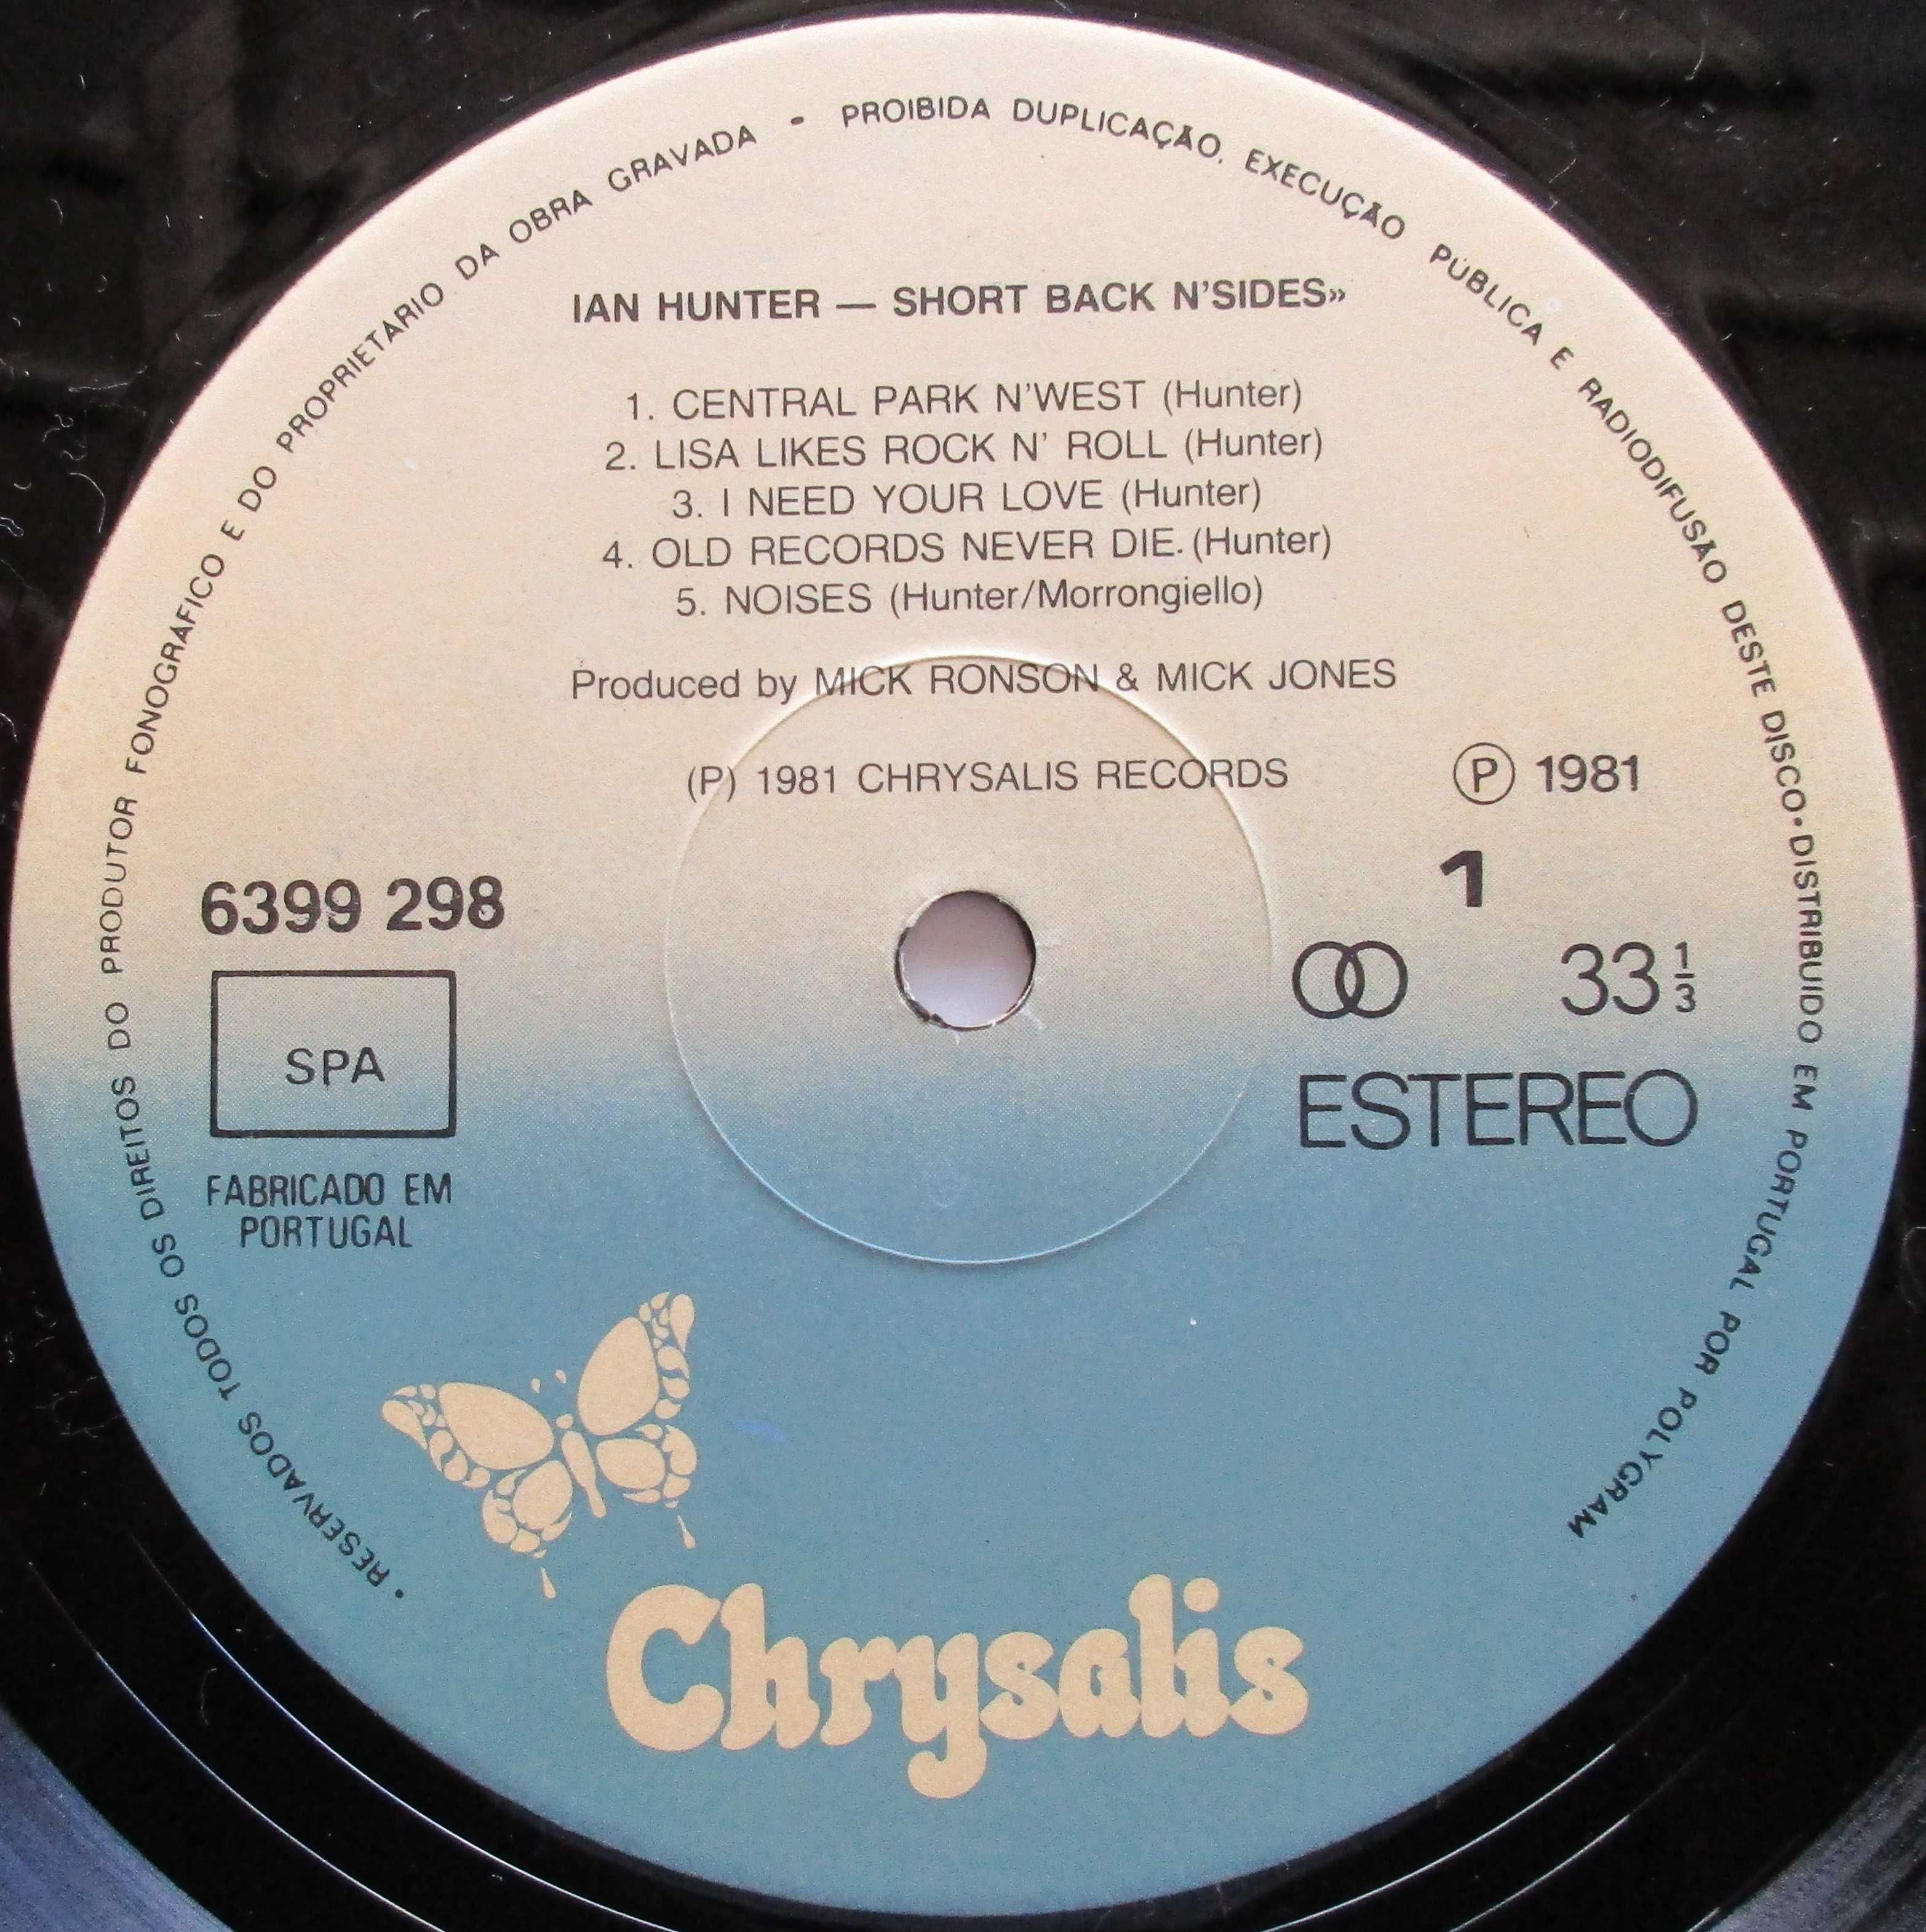 • RESERVADOS TODOS OS DIREITOS DO PRODUTOR FONOGRAFICO E DO PROPRIETARIO DA OBRA GRAVADA • PROIBIDA DUPLICAÇÃO, EXECUÇÃO PÚBLICA E RADIODIFUSÃO DESTE DISCO • DISTRIBUIDO EM PORTUGAL POR POLYGRAM
IAN HUNTER — SHORT BACK N'SIDES»
1. CENTRAL PARK N'WEST (Hunter)
2. LISA LIKES ROCK N' ROLL (Hunter)
3. I NEED YOUR LOVE (Hunter)
4. OLD RECORDS NEVER DIE. (Hunter)
5. NOISES (Hunter/Morrongiello)
Produced by MICK RONSON & MICK JONES
(P) 1981 CHRYSALIS RECORDS
Ⓟ 1981
6399 298
1
33 1/3
SPA
ESTEREO
FABRICADO EM
PORTUGAL
Chrysalis